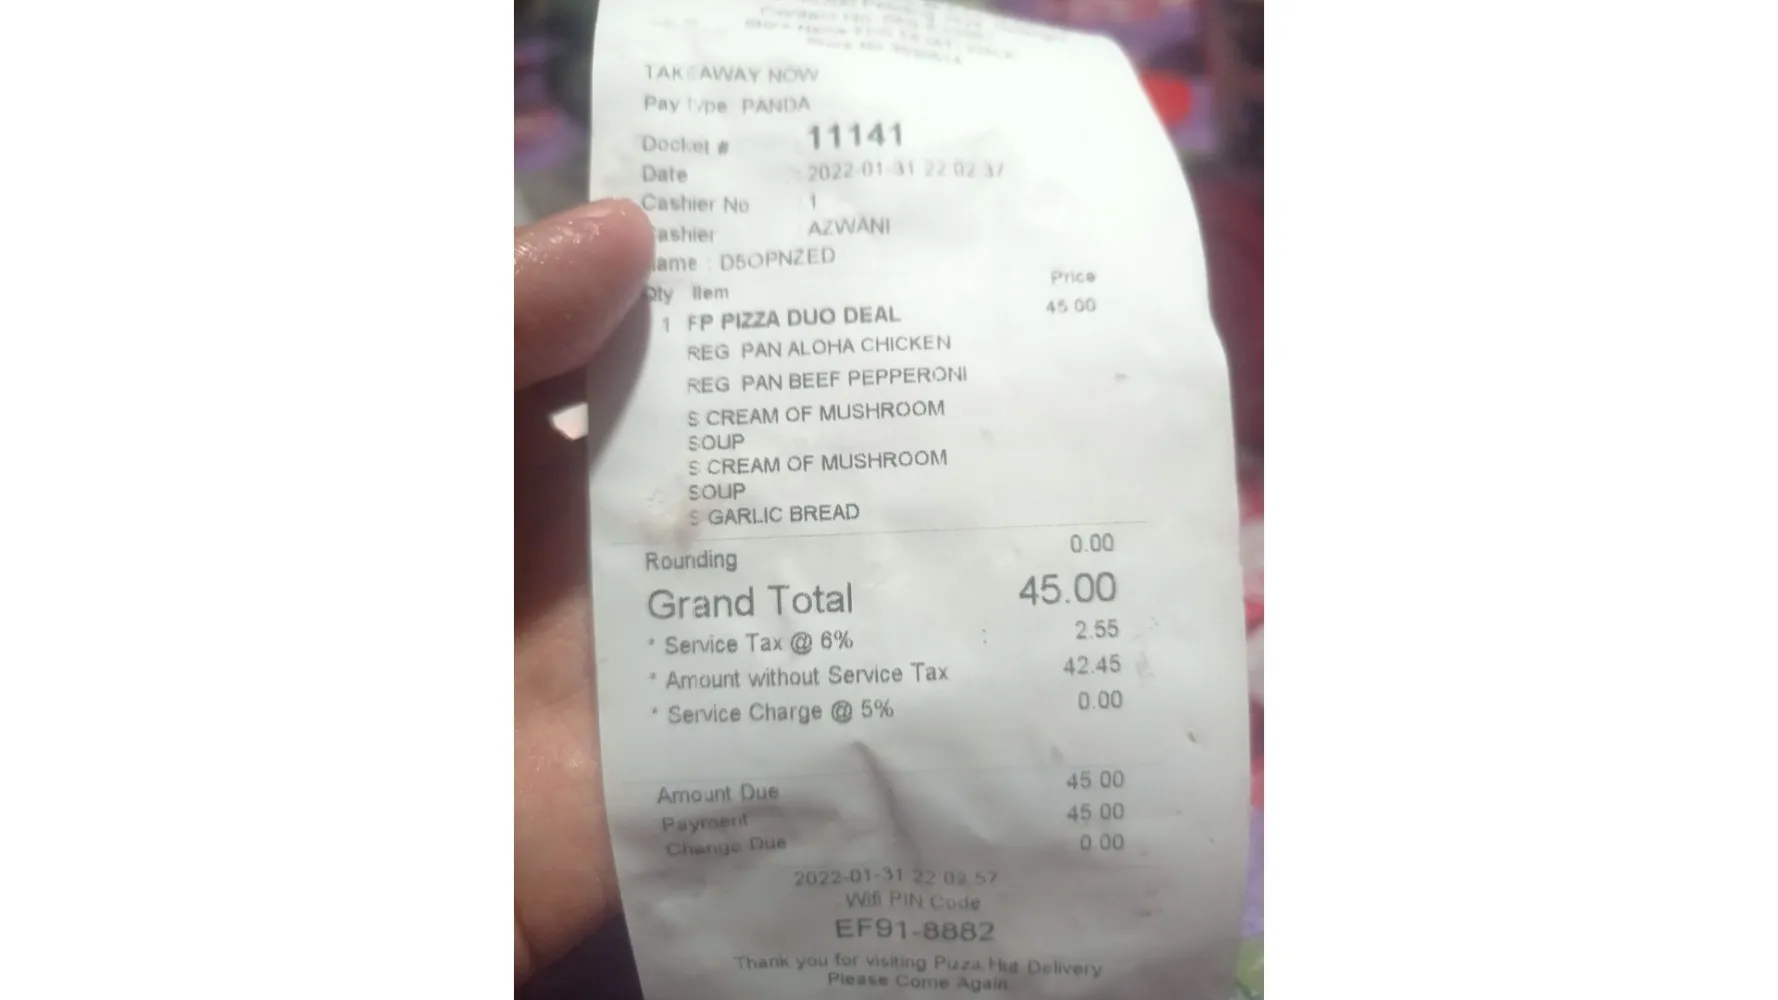 TAKEAWAY NOW
Pay Type PANDA
Docket # 11141
Date : 2022-01-31 22 02 37
Cashier No 1
ashier AZWANI
ame : D5OPNZED
Qty Item Price
1 FP PIZZA DUO DEAL 45 00
REG PAN ALOHA CHICKEN
REG PAN BEEF PEPPERONI
S CREAM OF MUSHROOM
SOUP
S CREAM OF MUSHROOM
SOUP
S GARLIC BREAD
Rounding 0.00
Grand Total 45.00
* Service Tax @ 6% : 2.55
* Amount without Service Tax 42.45
* Service Charge @ 5% 0.00
Amount Due 45 00
Payment 45 00
Change Due 0 00
2022-01-31 22 02 57
Wifi PIN Code
EF91-8882
Thank you for visiting Pizza Hut Delivery
Please Come Again